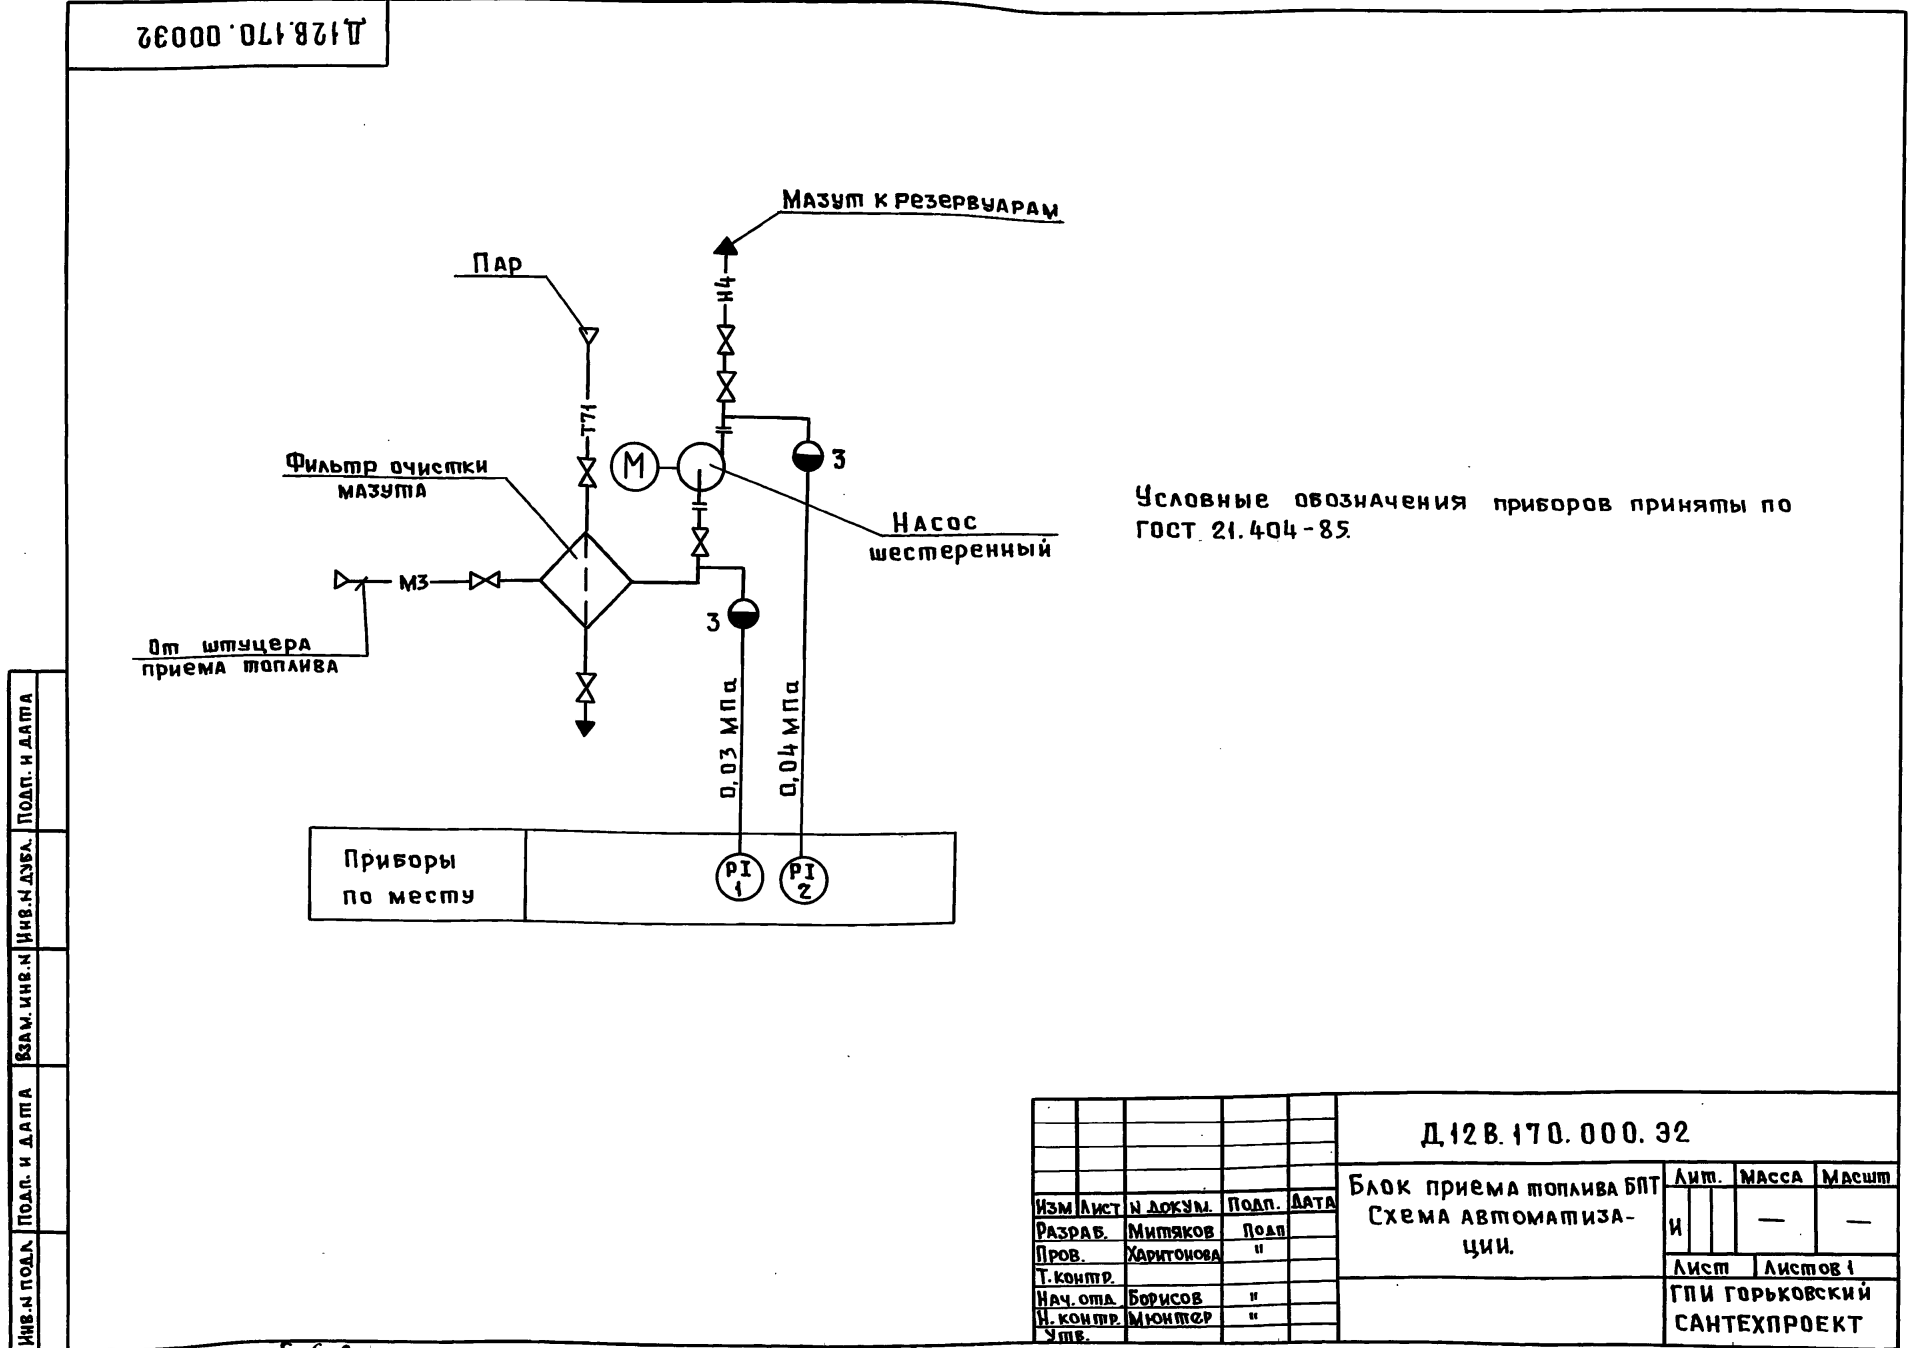 Д12В.170.000Э2
Мазут к резервуарам
Пар
Н4
Т71
Фильтр очистки
мазута
М
3
Насос
шестеренный
Условные обозначения приборов приняты по
ГОСТ 21.404-85.
М3
3
От штуцера
приема топлива
0,03 МПа
0,04 МПа
Приборы
по месту
PI
1
PI
2
Подп. и дата
Инв.N дубл.
Взам. инв.N
Подп. и дата
Инв.N подл
Д12В.170.000.Э2
Изм Лист N докум. Подп. Дата
Разраб. Митяков Подп
Пров. Харитонова "
Т.контр.
Нач. отд Борисов "
Н.контр. Мюнтер "
Утв.
Блок приема топлива БПТ
Схема автоматиза-
ции.
Лит. Масса Масшт
И — —
Лист Листов 1
ГПИ Горьковский
Сантехпроект